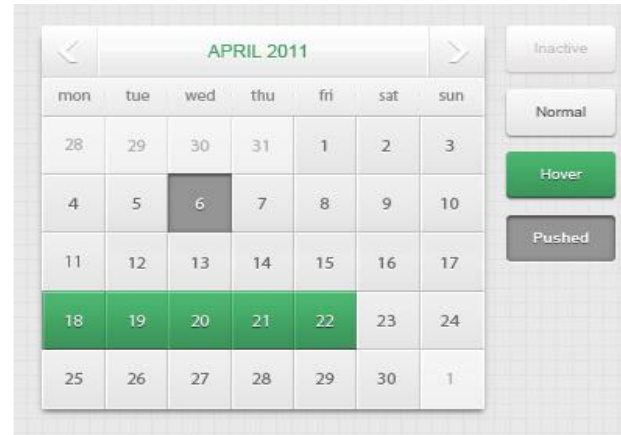 APRIL 2011
mon tue wed thu fri sat sun
28 29 30 31 1 2 3
4 5 6 7 8 9 10
11 12 13 14 15 16 17
18 19 20 21 22 23 24
25 26 27 28 29 30 1
Inactive
Normal
Hover
Pushed